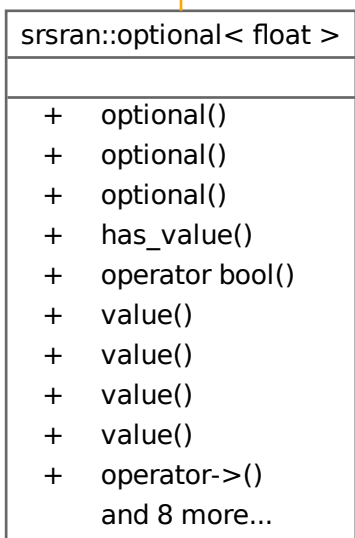 srsran::optional< float >
+ optional()
+ optional()
+ optional()
+ has_value()
+ operator bool()
+ value()
+ value()
+ value()
+ value()
+ operator->()
and 8 more...